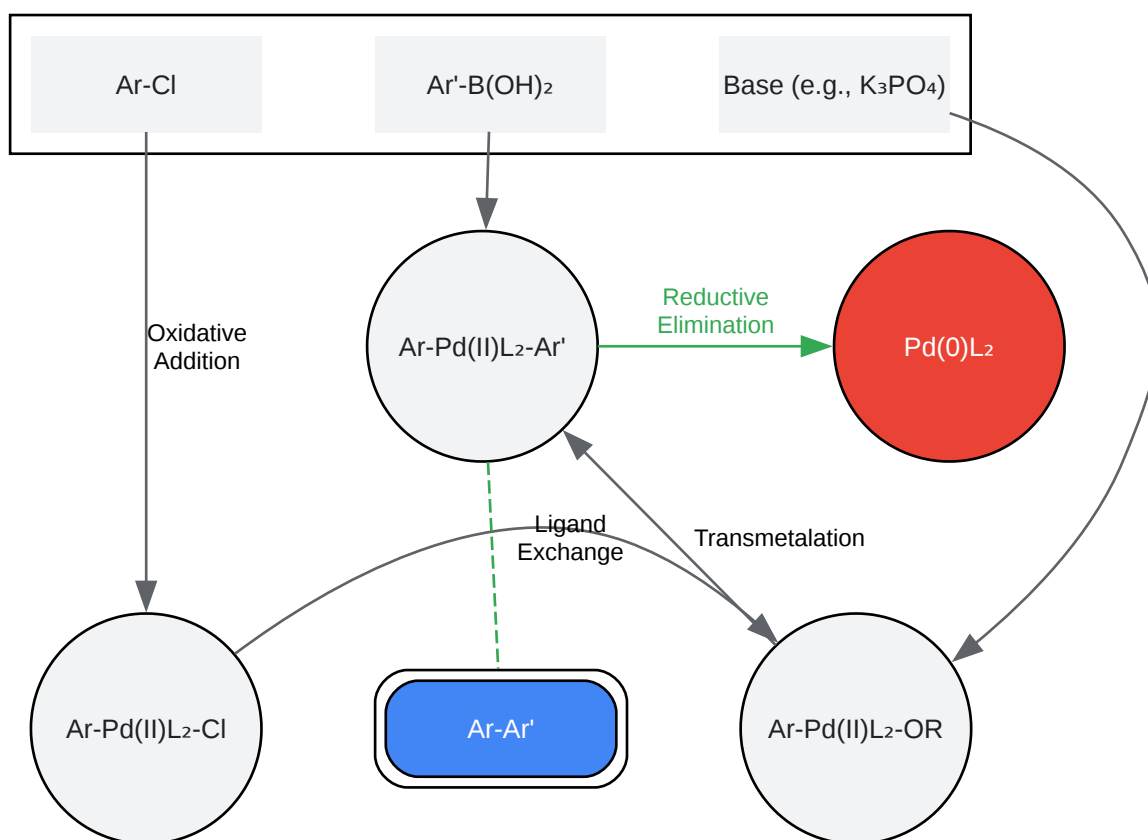 Ar-Cl
Ar'-B(OH)₂
Base (e.g., K₃PO₄)
Oxidative
Addition
Ar-Pd(II)L₂-Ar'
Reductive
Elimination
Pd(0)L₂
Ligand
Exchange
Transmetalation
Ar-Pd(II)L₂-Cl
Ar-Ar'
Ar-Pd(II)L₂-OR